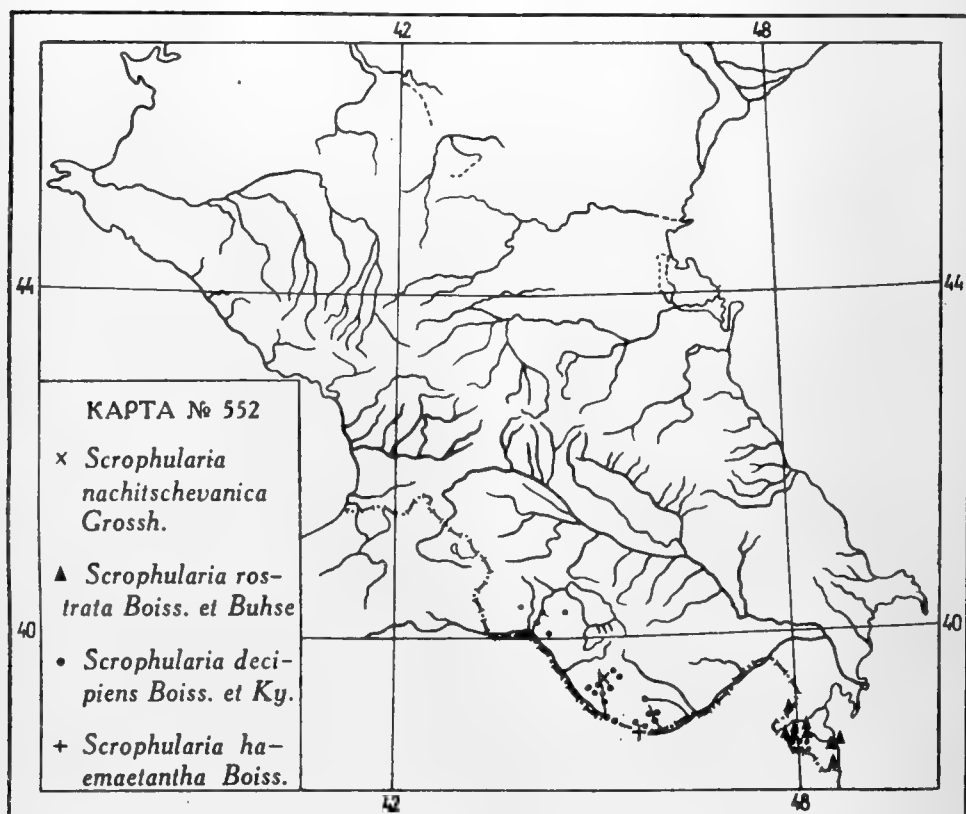 42 48
44 44
КАРТА № 552
× Scrophularia
nachitschevanica
Grossh.
▲ Scrophularia ros-
trata Boiss. et Buhse
• Scrophularia deci-
piens Boiss. et Ky.
+ Scrophularia ha-
emaetantha Boiss.
40 40
42 48